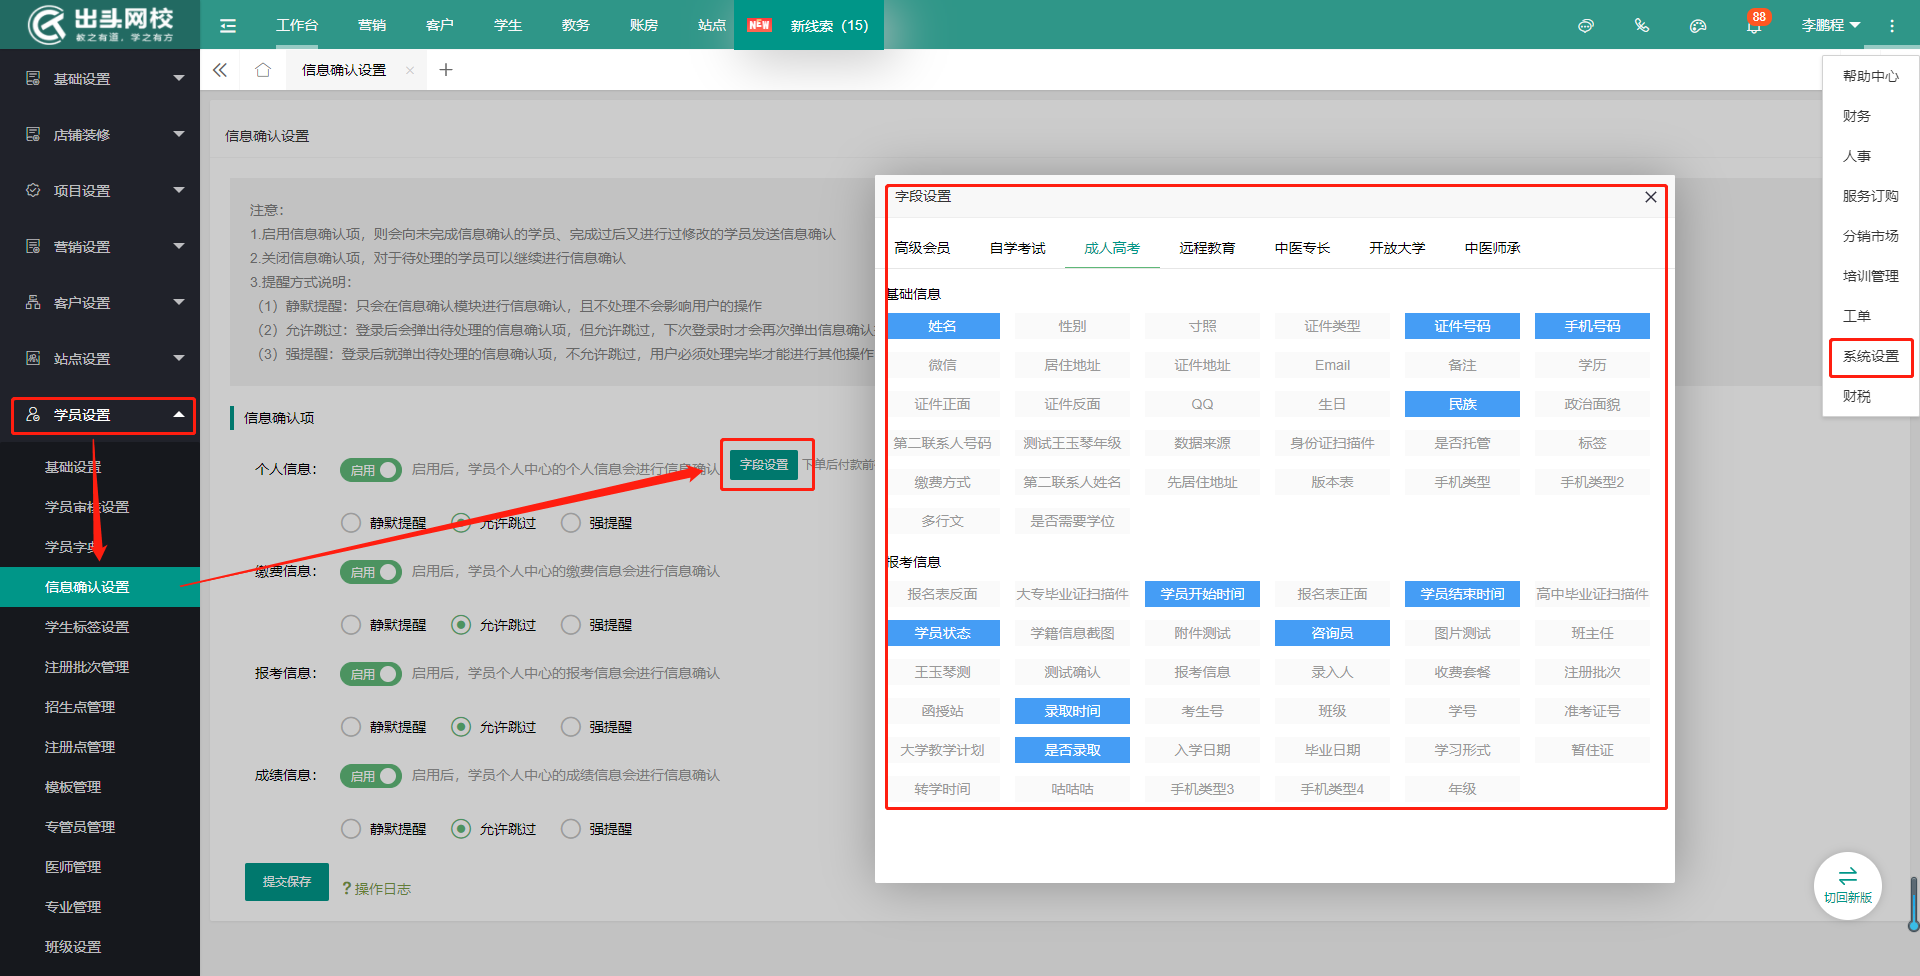 出头网校
教之有道，学之有方
工作台 营销 客户 学生 教务 账房 站点 NEW 新线索（15） 88 李鹏程
信息确认设置
基础设置
店铺装修
项目设置
营销设置
客户设置
站点设置
学员设置
基础设置
学员审核设置
学员字典
信息确认设置
学生标签设置
注册批次管理
招生点管理
注册点管理
模板管理
专管员管理
医师管理
专业管理
班级设置
信息确认设置
注意：
1.启用信息确认项，则会向未完成信息确认的学员、完成过后又进行过修改的学员发送信息确认
2.关闭信息确认项，对于待处理的学员可以继续进行信息确认
3.提醒方式说明：
（1）静默提醒：只会在信息确认模块进行信息确认，且不处理不会影响用户的操作
（2）允许跳过：登录后会弹出待处理的信息确认项，但允许跳过，下次登录时才会再次弹出信息确认
（3）强提醒：登录后就弹出待处理的信息确认项，不允许跳过，用户必须处理完毕才能进行其他操作
信息确认项
个人信息： 启用 启用后，学员个人中心的个人信息会进行信息确认 字段设置 下单后付款前
静默提醒 允许跳过 强提醒
缴费信息： 启用 启用后，学员个人中心的缴费信息会进行信息确认
静默提醒 允许跳过 强提醒
报考信息： 启用 启用后，学员个人中心的报考信息会进行信息确认
静默提醒 允许跳过 强提醒
成绩信息： 启用 启用后，学员个人中心的成绩信息会进行信息确认
静默提醒 允许跳过 强提醒
提交保存 ?操作日志
字段设置
高级会员 自学考试 成人高考 远程教育 中医专长 开放大学 中医师承
基础信息
姓名 性别 寸照 证件类型 证件号码 手机号码
微信 居住地址 证件地址 Email 备注 学历
证件正面 证件反面 QQ 生日 民族 政治面貌
第二联系人号码 测试王玉琴年级 数据来源 身份证扫描件 是否托管 标签
缴费方式 第二联系人姓名 先居住地址 版本表 手机类型 手机类型2
多行文 是否需要学位
报考信息
报名表反面 大专毕业证扫描件 学员开始时间 报名表正面 学员结束时间 高中毕业证扫描件
学员状态 学籍信息截图 附件测试 咨询员 图片测试 班主任
王玉琴测 测试确认 报考信息 录入人 收费套餐 注册批次
函授站 录取时间 考生号 班级 学号 准考证号
大学教学计划 是否录取 入学日期 毕业日期 学习形式 暂住证
转学时间 咕咕咕 手机类型3 手机类型4 年级
帮助中心
财务
人事
服务订购
分销市场
培训管理
工单
系统设置
财税
切回新版